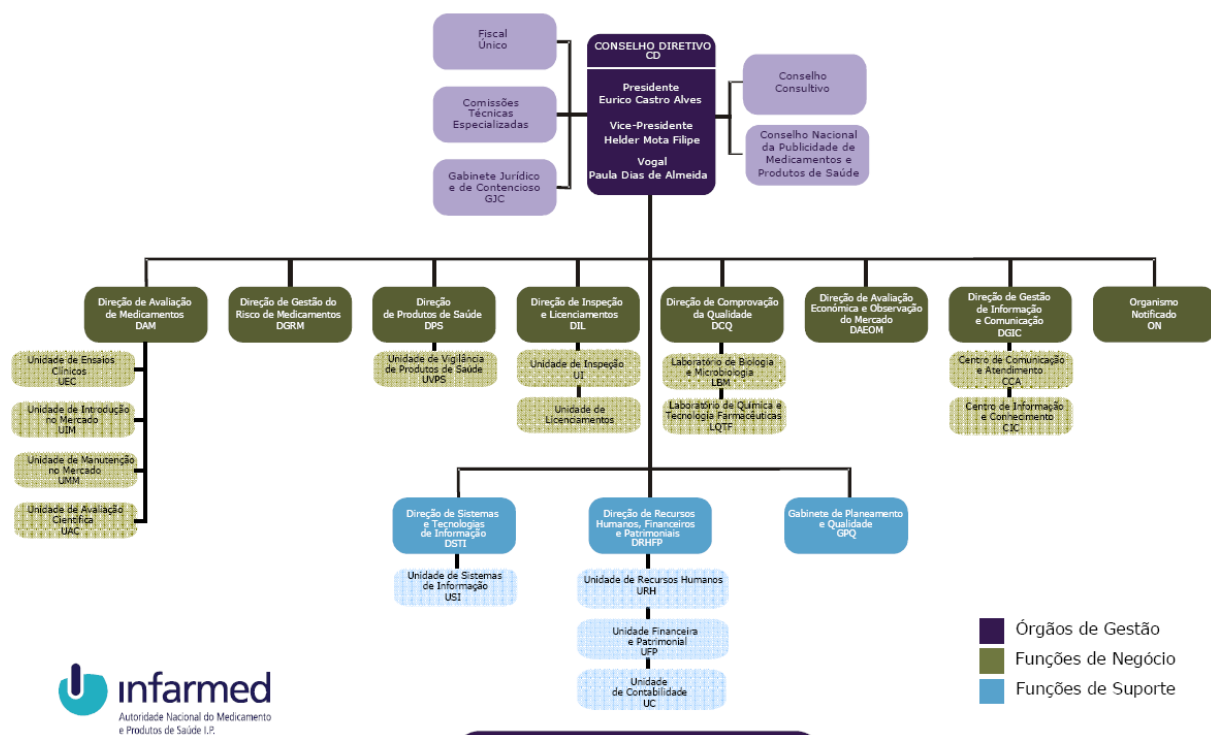 Fiscal
Único
Comissões
Técnicas
Especializadas
Gabinete Jurídico
e de Contencioso
GJC
CONSELHO DIRETIVO
CD
Presidente
Eurico Castro Alves
Vice-Presidente
Helder Mota Filipe
Vogal
Paula Dias de Almeida
Conselho
Consultivo
Conselho Nacional
da Publicidade de
Medicamentos e
Produtos de Saúde
Direção de Avaliação
de Medicamentos
DAM
Direção de Gestão do
Risco de Medicamentos
DGRM
Direção
de Produtos de Saúde
DPS
Direção de Inspeção
e Licenciamentos
DIL
Direção de Comprovação
da Qualidade
DCQ
Direção de Avaliação
Económica e Observação
do Mercado
DAEOM
Direção de Gestão
de Informação
e Comunicação
DGIC
Organismo
Notificado
ON
Unidade de Ensaios
Clínicos
UEC
Unidade de Introdução
no Mercado
UIM
Unidade de Manutenção
no Mercado
UMM
Unidade de Avaliação
Científica
UAC
Unidade de Vigilância
de Produtos de Saúde
UVPS
Unidade de Inspeção
UI
Unidade de
Licenciamentos
Laboratório de Biologia
e Microbiologia
LBM
Laboratório de Química e
Tecnologia Farmacêuticas
LQTF
Centro de Comunicação
e Atendimento
CCA
Centro de Informação
e Conhecimento
CIC
Direção de Sistemas
e Tecnologias
de Informação
DSTI
Direção de Recursos
Humanos, Financeiros
e Patrimoniais
DRHFP
Gabinete de Planeamento
e Qualidade
GPQ
Unidade de Sistemas
de Informação
USI
Unidade de Recursos Humanos
URH
Unidade Financeira
e Patrimonial
UFP
Unidade
de Contabilidade
UC
Órgãos de Gestão
Funções de Negócio
Funções de Suporte
infarmed
Autoridade Nacional do Medicamento
e Produtos de Saúde I.P.